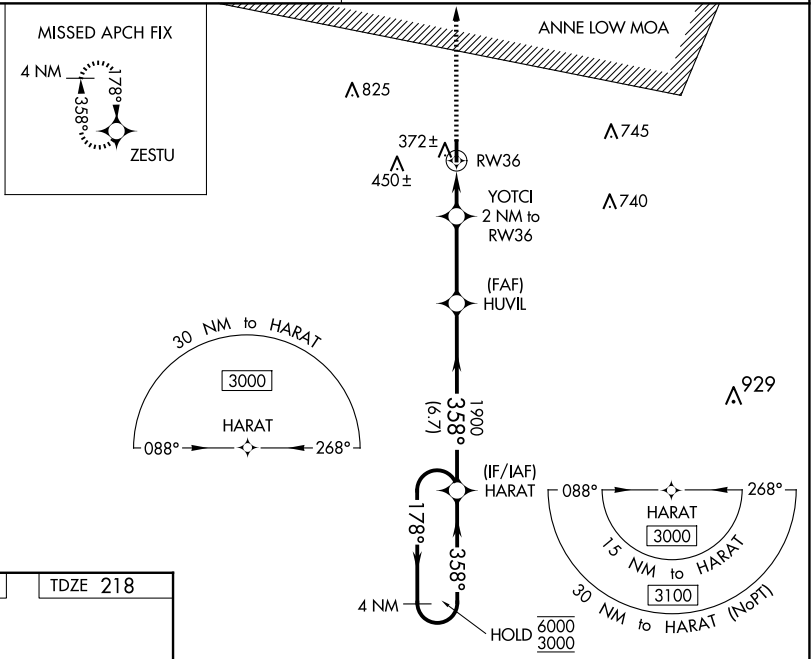 MISSED APCH FIX
4 NM
178°
358°
ZESTU
ANNE LOW MOA
825
745
372±
RW36
450±
YOTCI
2 NM to
RW36
740
(FAF)
HUVIL
30 NM to HARAT
3000
HARAT
088°
268°
1900
358°
(6.7)
929
(IF/IAF)
HARAT
178°
358°
088°
268°
HARAT
3000
15 NM to HARAT
3100
30 NM to HARAT (NoPT)
4 NM
HOLD 6000
3000
TDZE 218